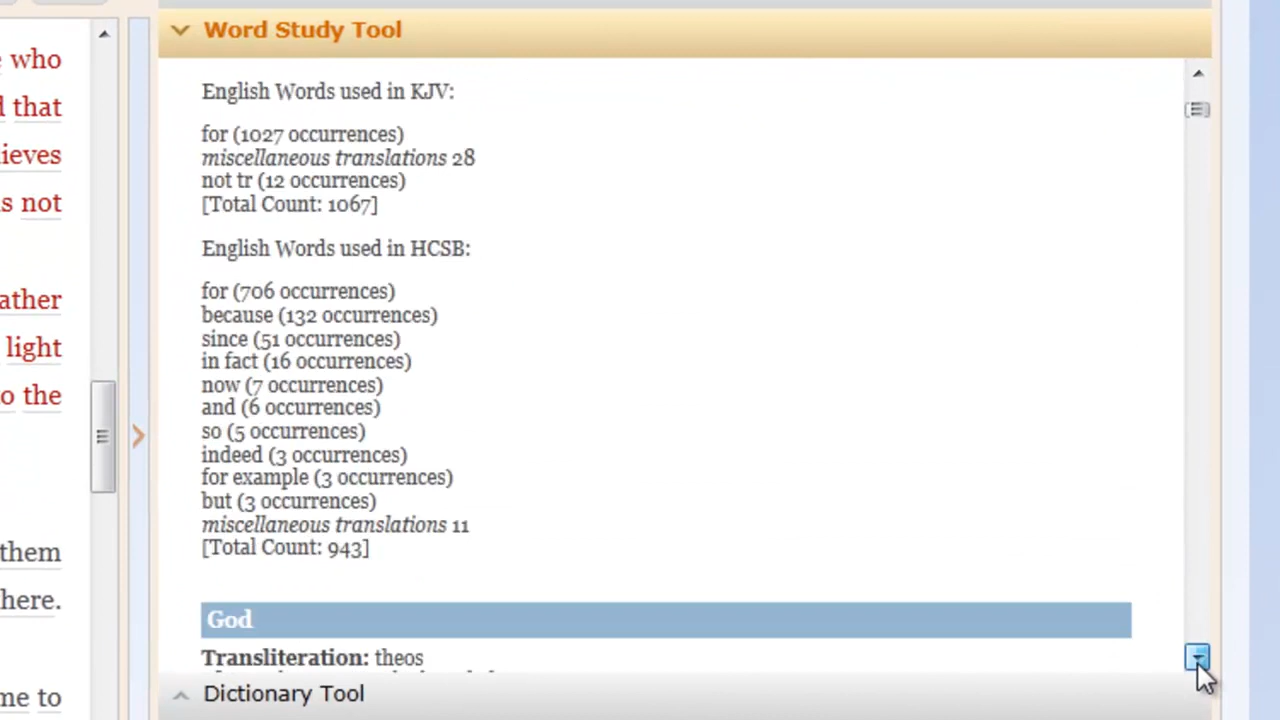 Word Study Tool
who
that
ieves
s not
ather
light
o the
them
here.
me to
English Words used in KJV:
for (1027 occurrences)
miscellaneous translations 28
not tr (12 occurrences)
[Total Count: 1067]
English Words used in HCSB:
for (706 occurrences)
because (132 occurrences)
since (51 occurrences)
in fact (16 occurrences)
now (7 occurrences)
and (6 occurrences)
so (5 occurrences)
indeed (3 occurrences)
for example (3 occurrences)
but (3 occurrences)
miscellaneous translations 11
[Total Count: 943]
God
Transliteration: theos
Dictionary Tool